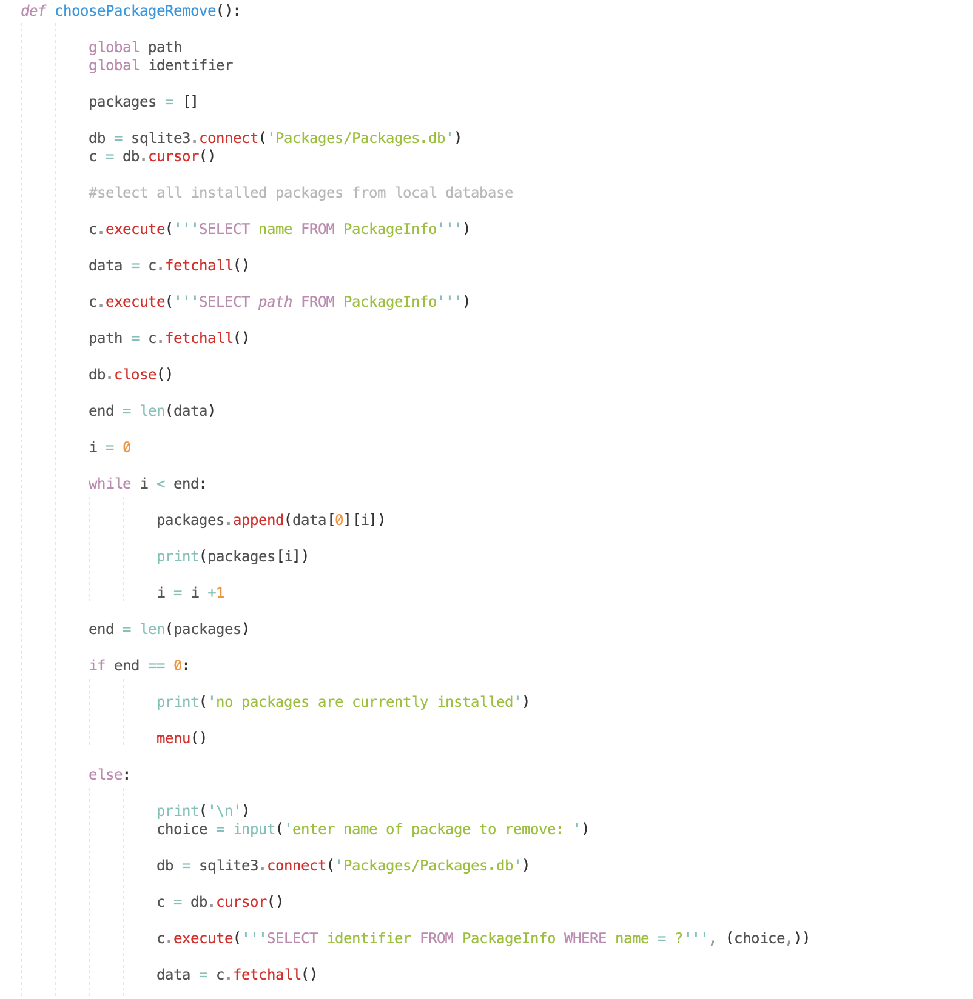 def choosePackageRemove():
global path
global identifier
packages = []
db = sqlite3.connect('Packages/Packages.db')
c = db.cursor()
#select all installed packages from local database
c.execute('''SELECT name FROM PackageInfo''')
data = c.fetchall()
c.execute('''SELECT path FROM PackageInfo''')
path = c.fetchall()
db.close()
end = len(data)
i = 0
while i < end:
packages.append(data[0][i])
print(packages[i])
i = i +1
end = len(packages)
if end == 0:
print('no packages are currently installed')
menu()
else:
print('\n')
choice = input('enter name of package to remove: ')
db = sqlite3.connect('Packages/Packages.db')
c = db.cursor()
c.execute('''SELECT identifier FROM PackageInfo WHERE name = ?''', (choice,))
data = c.fetchall()